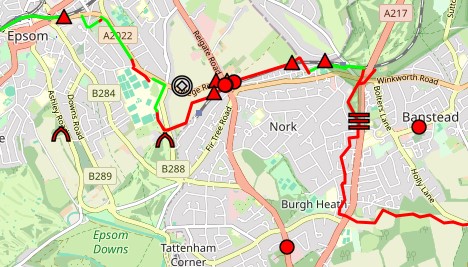 A217
Epsom
A2022
Reigate Road
Winkworth Road
B284
Ashley Road
Downs Road
Bolters Lane
Banstead
Nork
Fir Tree Road
Holly Lane
B288
B289
Burgh Heath
Epsom
Downs
Tattenham
Corner